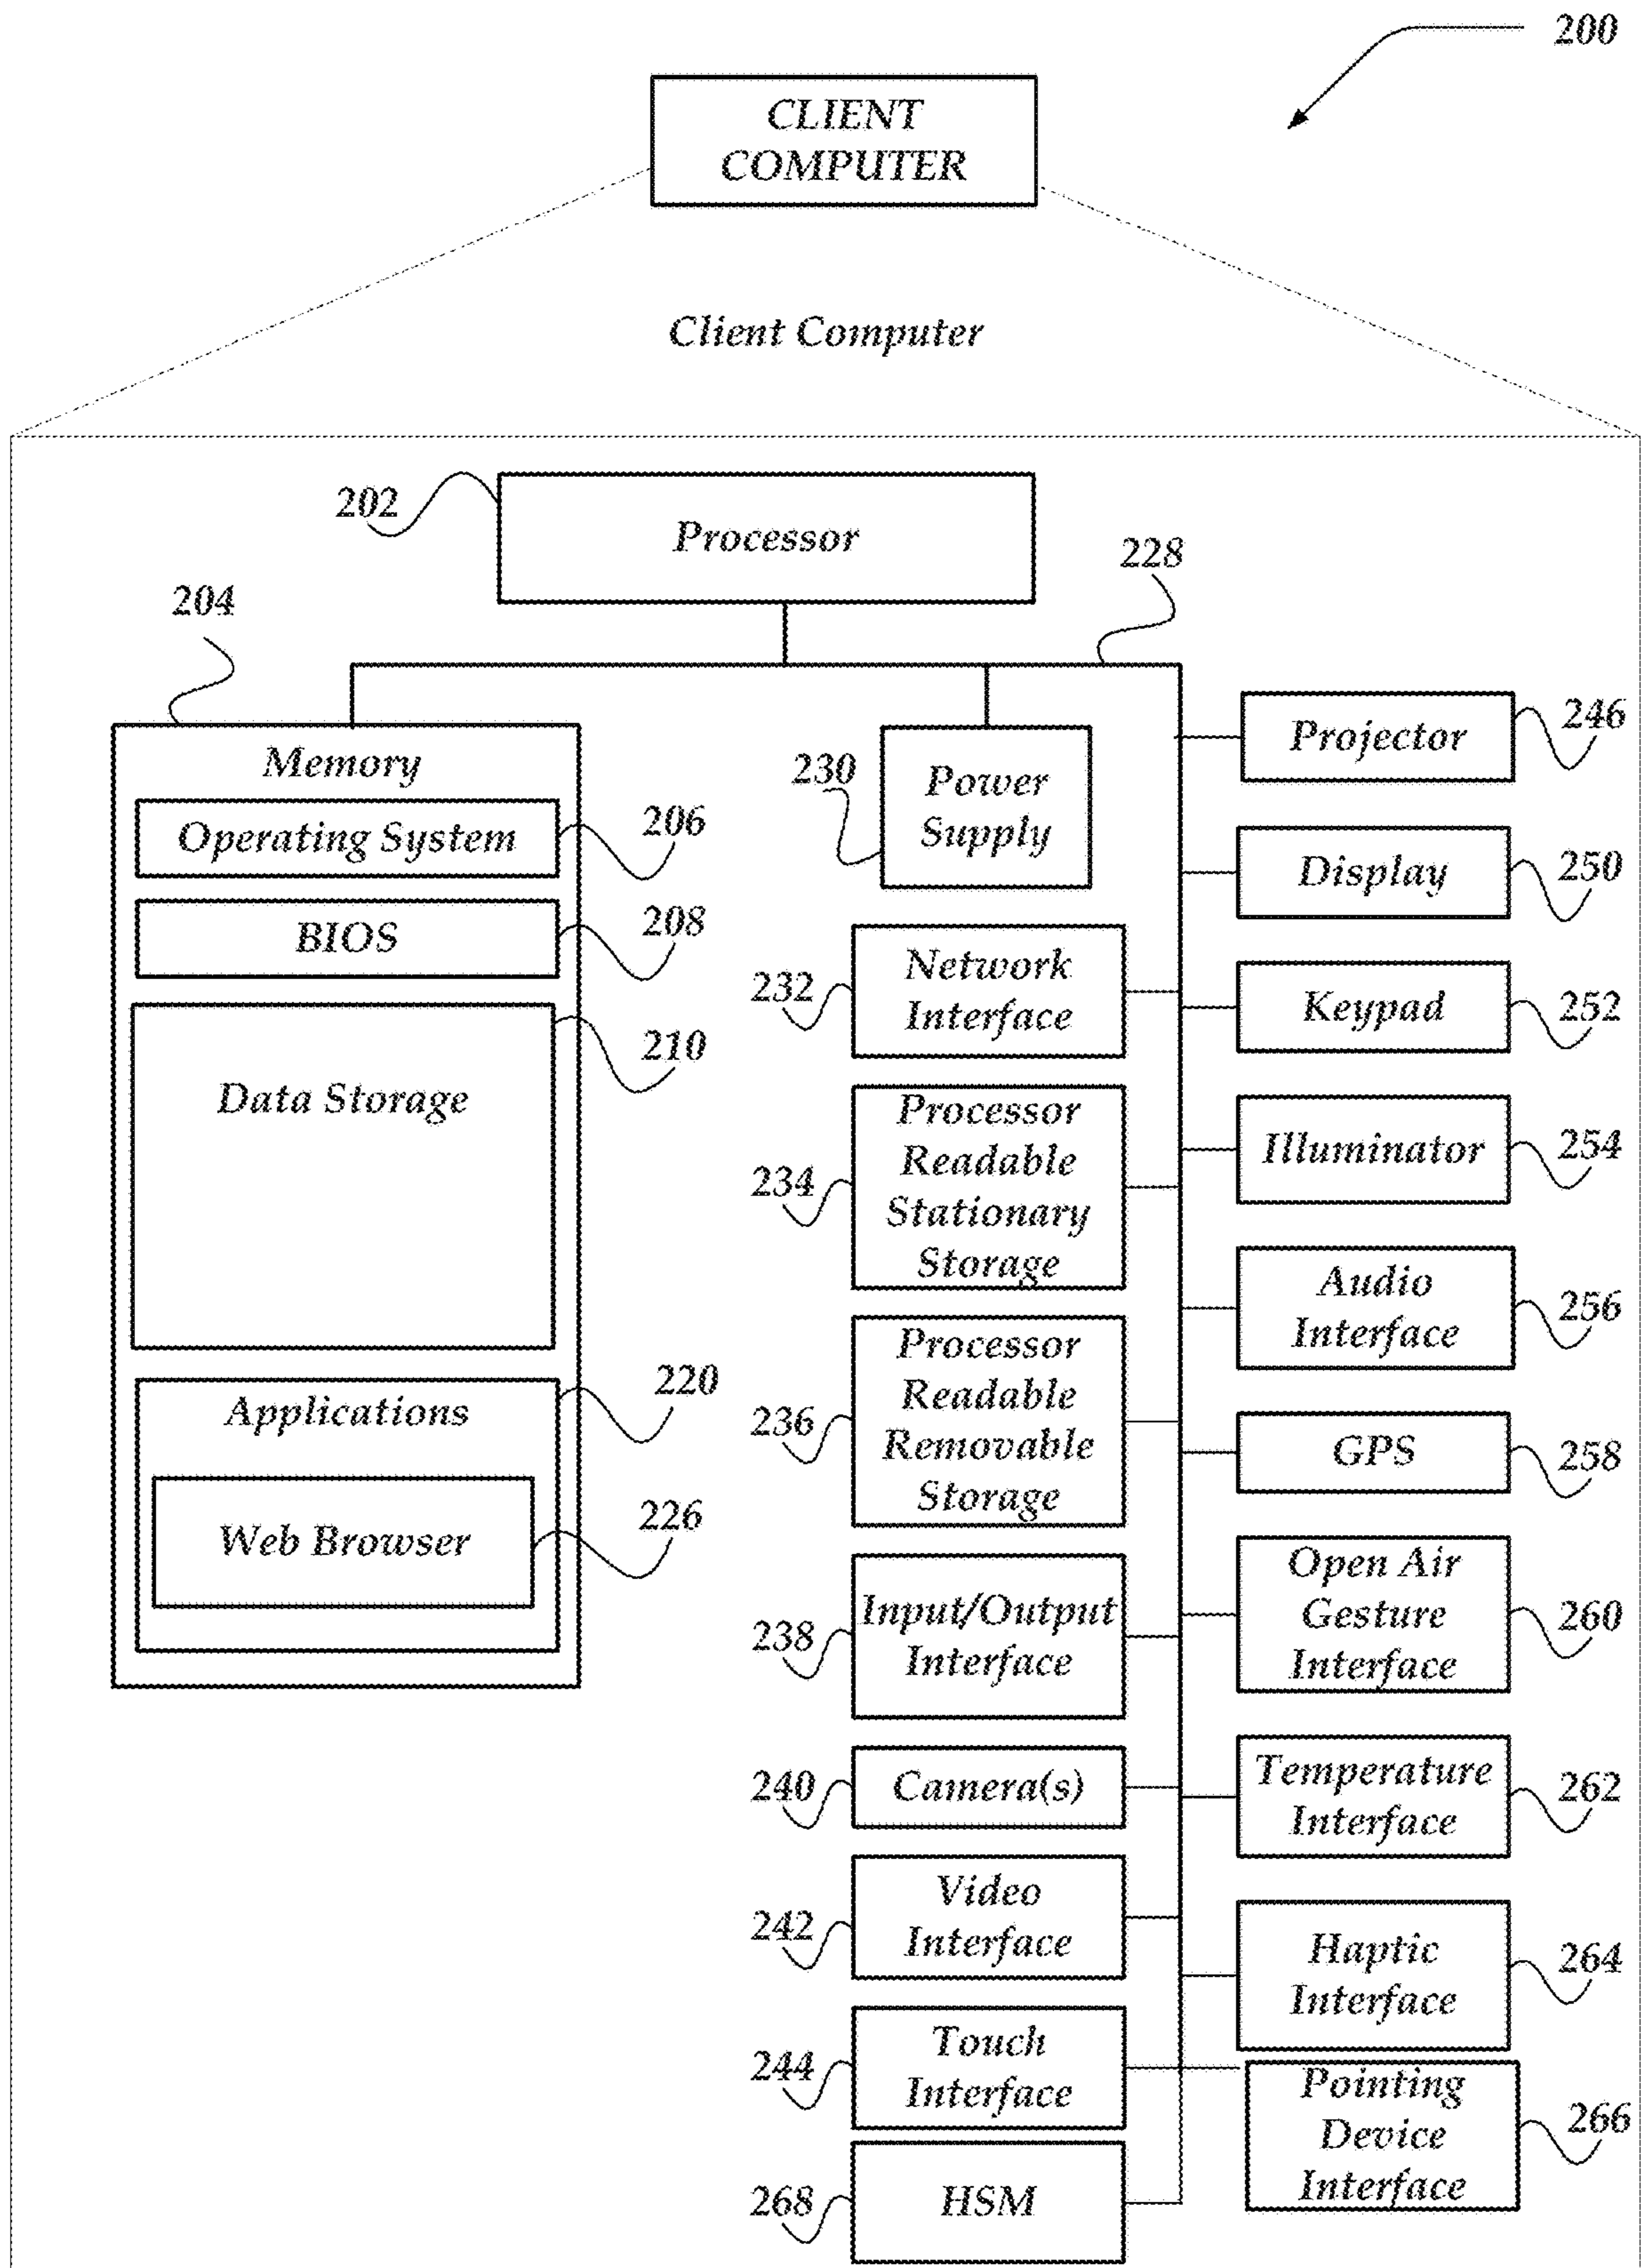 200
CLIENT
COMPUTER
Client Computer
202
Processor
228
204
Memory
Operating System
206
BIOS
208
Data Storage
210
Applications
220
Web Browser
226
230
Power
Supply
232
Network
Interface
234
Processor
Readable
Stationary
Storage
236
Processor
Readable
Removable
Storage
238
Input/Output
Interface
240
Camera(s)
242
Video
Interface
244
Touch
Interface
268
HSM
Projector
246
Display
250
Keypad
252
Illuminator
254
Audio
Interface
256
GPS
258
Open Air
Gesture
Interface
260
Temperature
Interface
262
Haptic
Interface
264
Pointing
Device
Interface
266